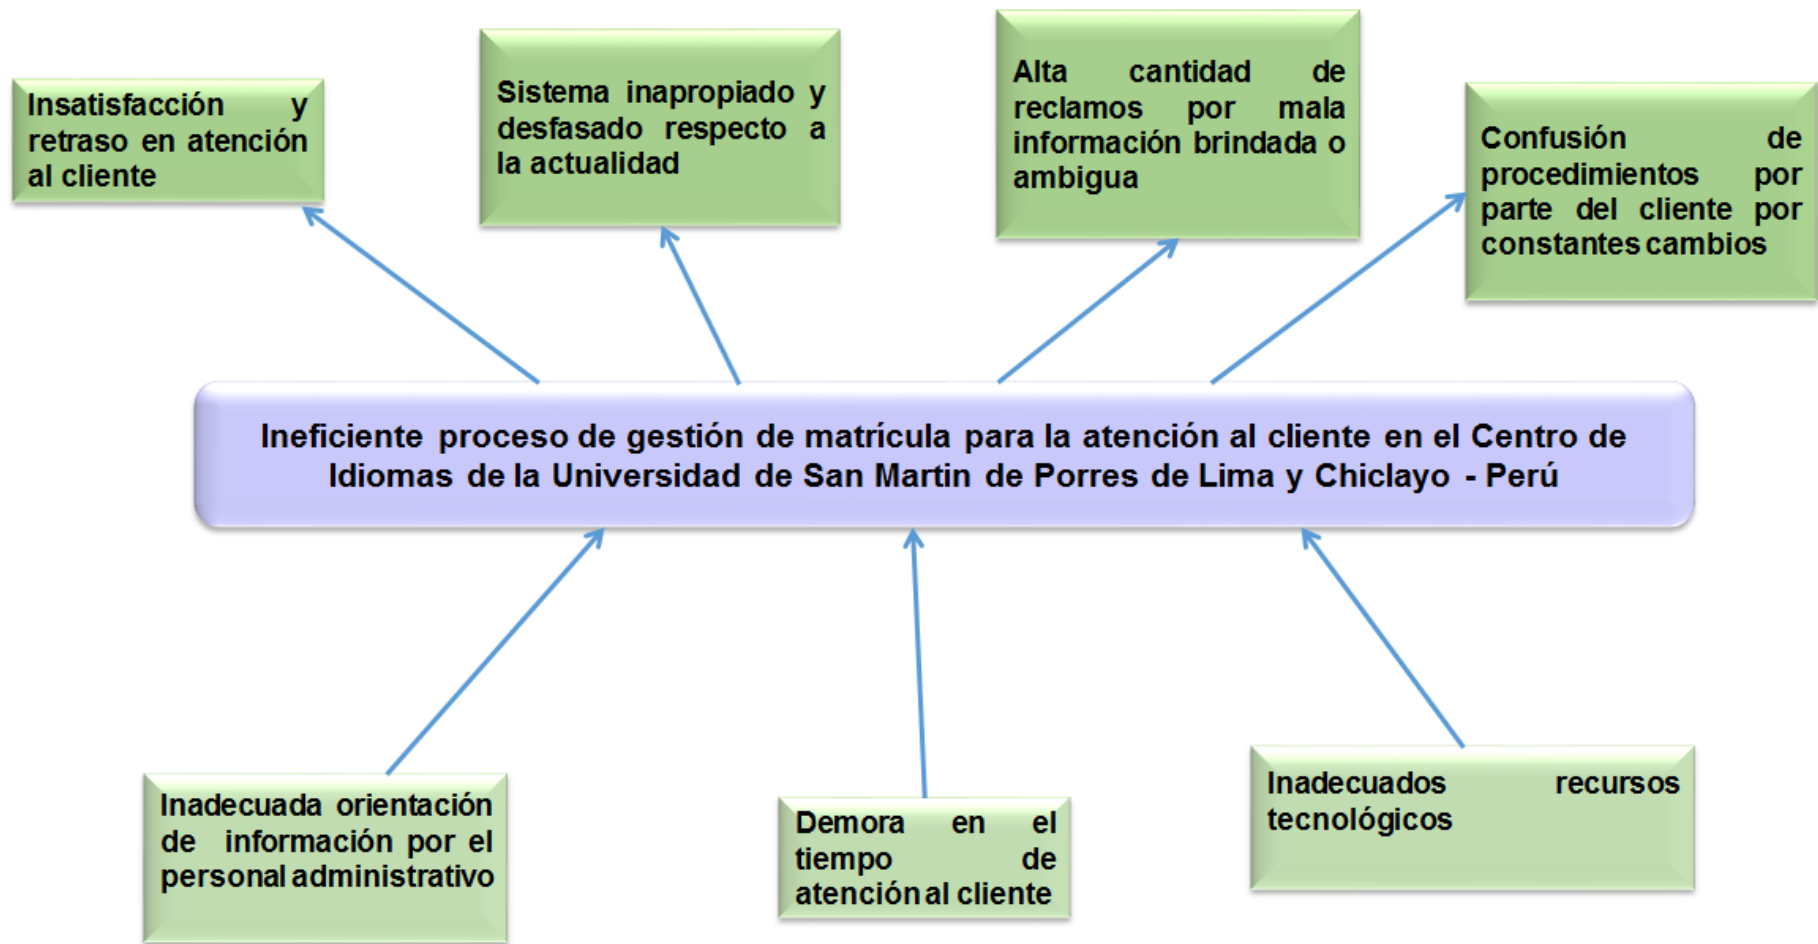 Insatisfacción y
retraso en atención
al cliente
Sistema inapropiado y
desfasado respecto a
la actualidad
Alta cantidad de
reclamos por mala
información brindada o
ambigua
Confusión de
procedimientos por
parte del cliente por
constantes cambios
Ineficiente proceso de gestión de matrícula para la atención al cliente en el Centro de
Idiomas de la Universidad de San Martin de Porres de Lima y Chiclayo - Perú
Inadecuada orientación
de información por el
personal administrativo
Demora en el
tiempo de
atención al cliente
Inadecuados recursos
tecnológicos